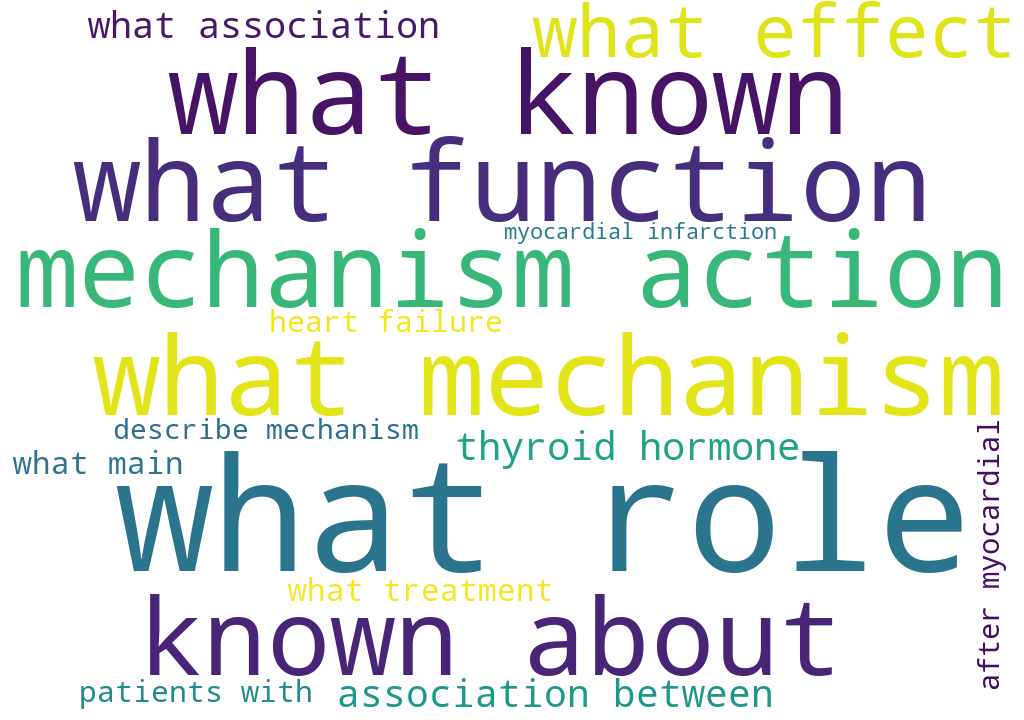 what association
what effect
what known
what function
myocardial infarction
mechanism action
heart failure
what mechanism
describe mechanism
thyroid hormone
what main
what role
after myocardial
what treatment
known about
patients with
association between